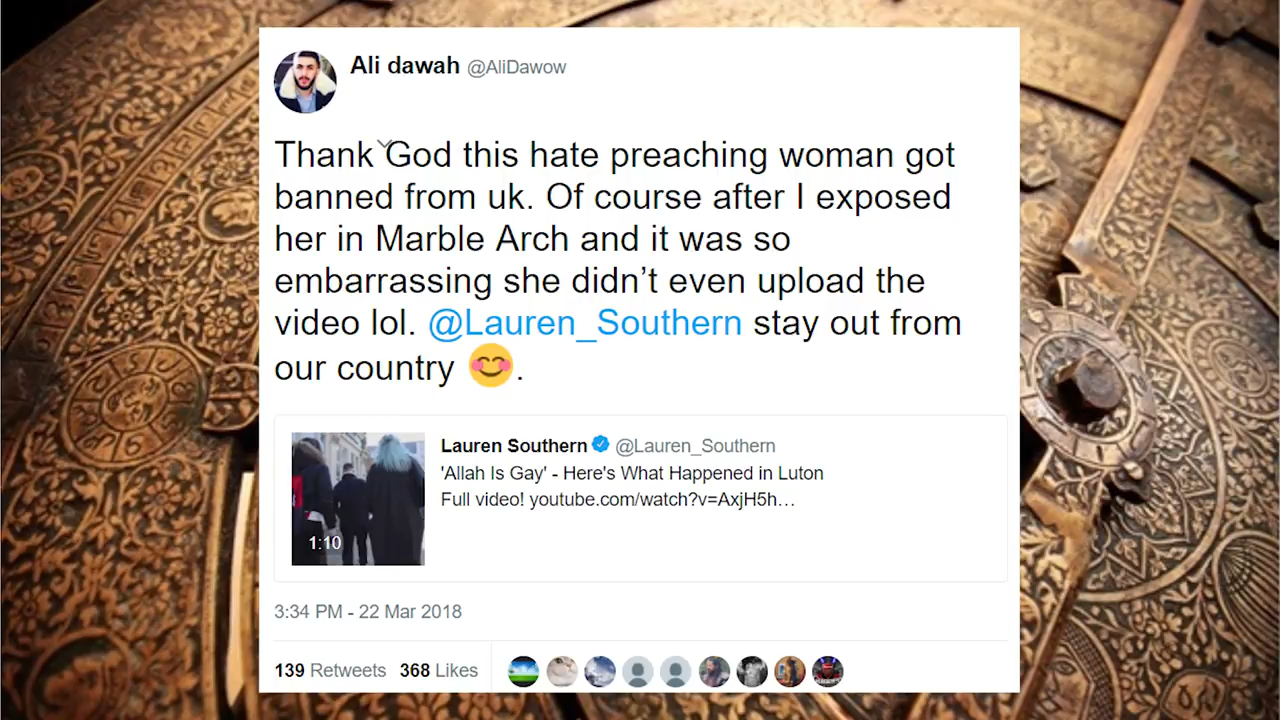 Ali dawah @AliDawow
Thank God this hate preaching woman got
banned from uk. Of course after I exposed
her in Marble Arch and it was so
embarrassing she didn’t even upload the
video lol. @Lauren_Southern stay out from
our country 😊.
Lauren Southern @Lauren_Southern
'Allah Is Gay' - Here's What Happened in Luton
Full video! youtube.com/watch?v=AxjH5h…
1:10
3:34 PM - 22 Mar 2018
139 Retweets 368 Likes